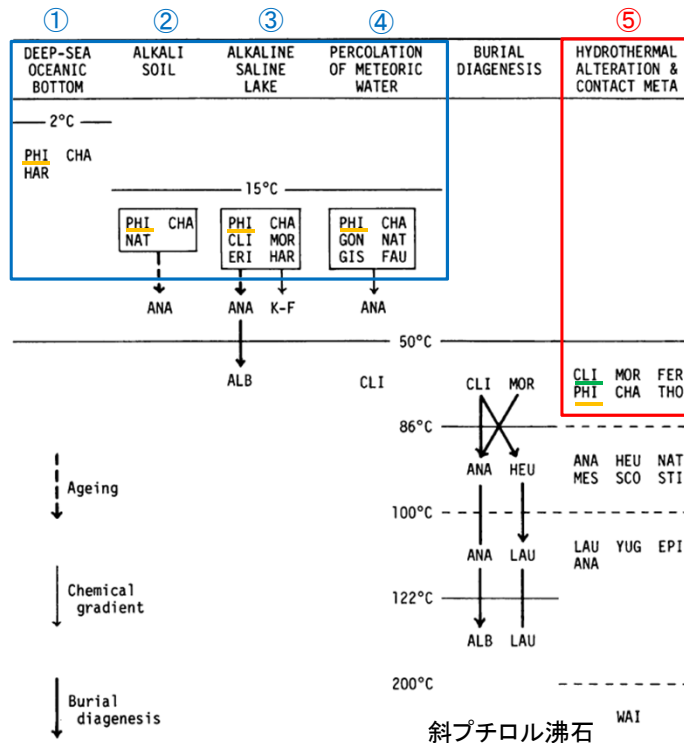 ① ② ③ ④ ⑤
DEEP-SEA OCEANIC BOTTOM
ALKALI SOIL
ALKALINE SALINE LAKE
PERCOLATION OF METEORIC WATER
BURIAL DIAGENESIS
HYDROTHERMAL ALTERATION & CONTACT META
2°C
PHI CHA
HAR
15°C
PHI CHA
NAT
PHI CHA
CLI MOR
ERI HAR
PHI CHA
GON NAT
GIS FAU
ANA
ANA K-F
ANA
50°C
ALB
CLI
CLI MOR
CLI MOR FER
PHI CHA THO
86°C
ANA HEU
ANA HEU NAT
MES SCO STI
Ageing
100°C
ANA LAU
LAU YUG EPI
ANA
Chemical
gradient
122°C
ALB LAU
200°C
Burial
diagenesis
WAI
斜プチロル沸石